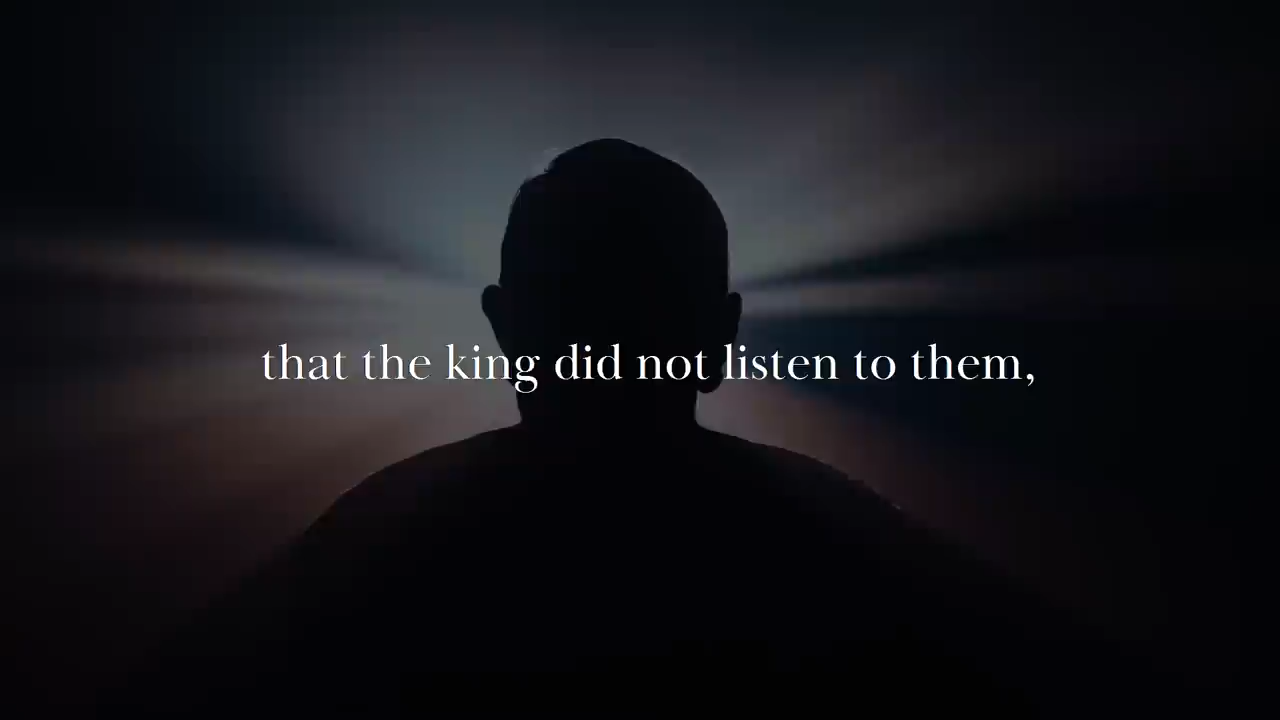 that the king did not listen to them,